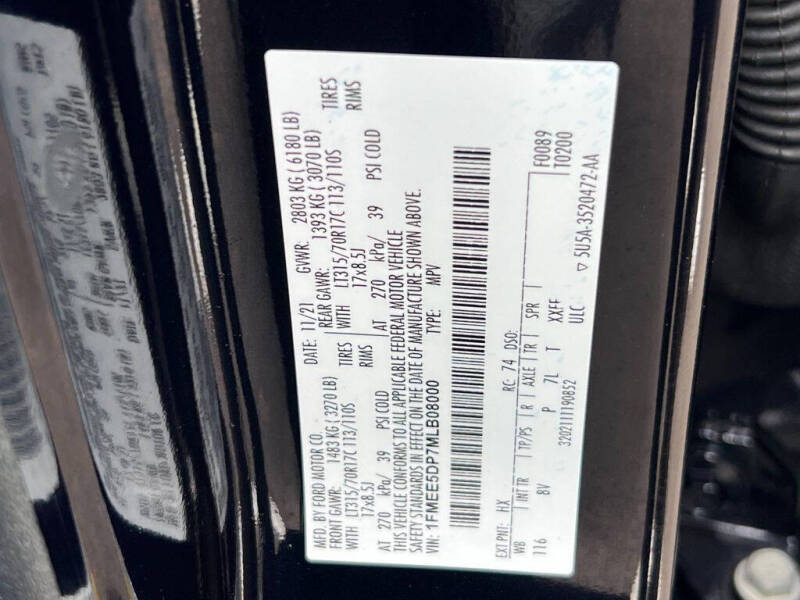 MFD. BY FORD MOTOR CO.
DATE: 11/21 GVWR: 2803 KG ( 6180 LB)
FRONT GAWR: 1483 KG ( 3270 LB) REAR GAWR: 1393 KG ( 3070 LB)
WITH LT315/70R17C 113/110S TIRES WITH LT315/70R17C 113/110S TIRES
17x8.5J RIMS 17x8.5J RIMS
AT 270 kPa/ 39 PSI COLD AT 270 kPa/ 39 PSI COLD
THIS VEHICLE CONFORMS TO ALL APPLICABLE FEDERAL MOTOR VEHICLE
SAFETY STANDARDS IN EFFECT ON THE DATE OF MANUFACTURE SHOWN ABOVE.
VIN: 1FMEE5DP7MLB08000 TYPE: MPV
F0089
T0200
EXT PNT: HX RC: 74 DSO:
WB INT TR TP/PS R AXLE TR SPR
116 8V P 7L T XXFF
3202111190852 ULC ▽5U5A-3520472-AA